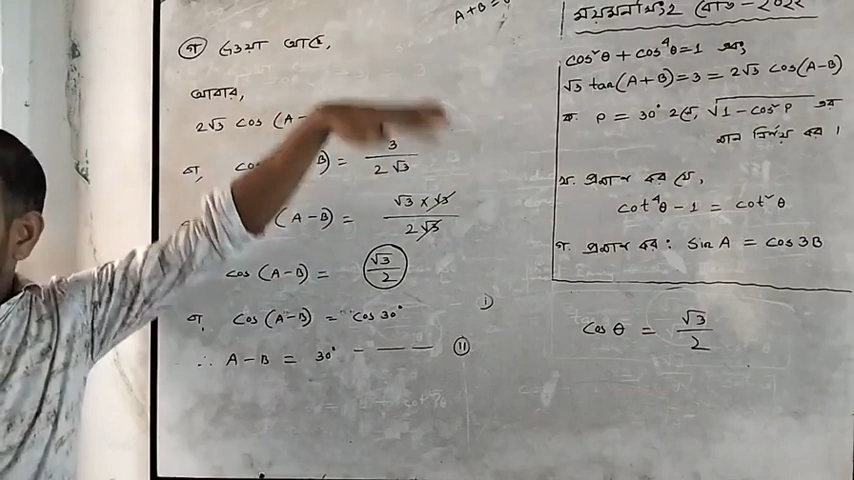 A+B=
গ দেওয়া আছে,
আবার,
2√3 cos (A-
বা, cos B) = 3/2√3
(A-B) = √3 × √3/2√3
cos (A-B) = √3/2
বা, cos (A-B) = cos 30°
∴ A-B = 30° - — — ii
ময়মনসিংহ বোর্ড-২০২২
cos²θ + cos⁴θ=1 এবং
√3 tan(A+B)=3=2√3 cos(A-B)
ক. P = 30° হলে, √1-cos²P এর
মান নির্ণয় কর।
খ. প্রমাণ কর যে,
cot⁴θ-1 = cot²θ
গ. প্রমাণ কর: sin A = cos 3B
i)
cos θ = √3/2